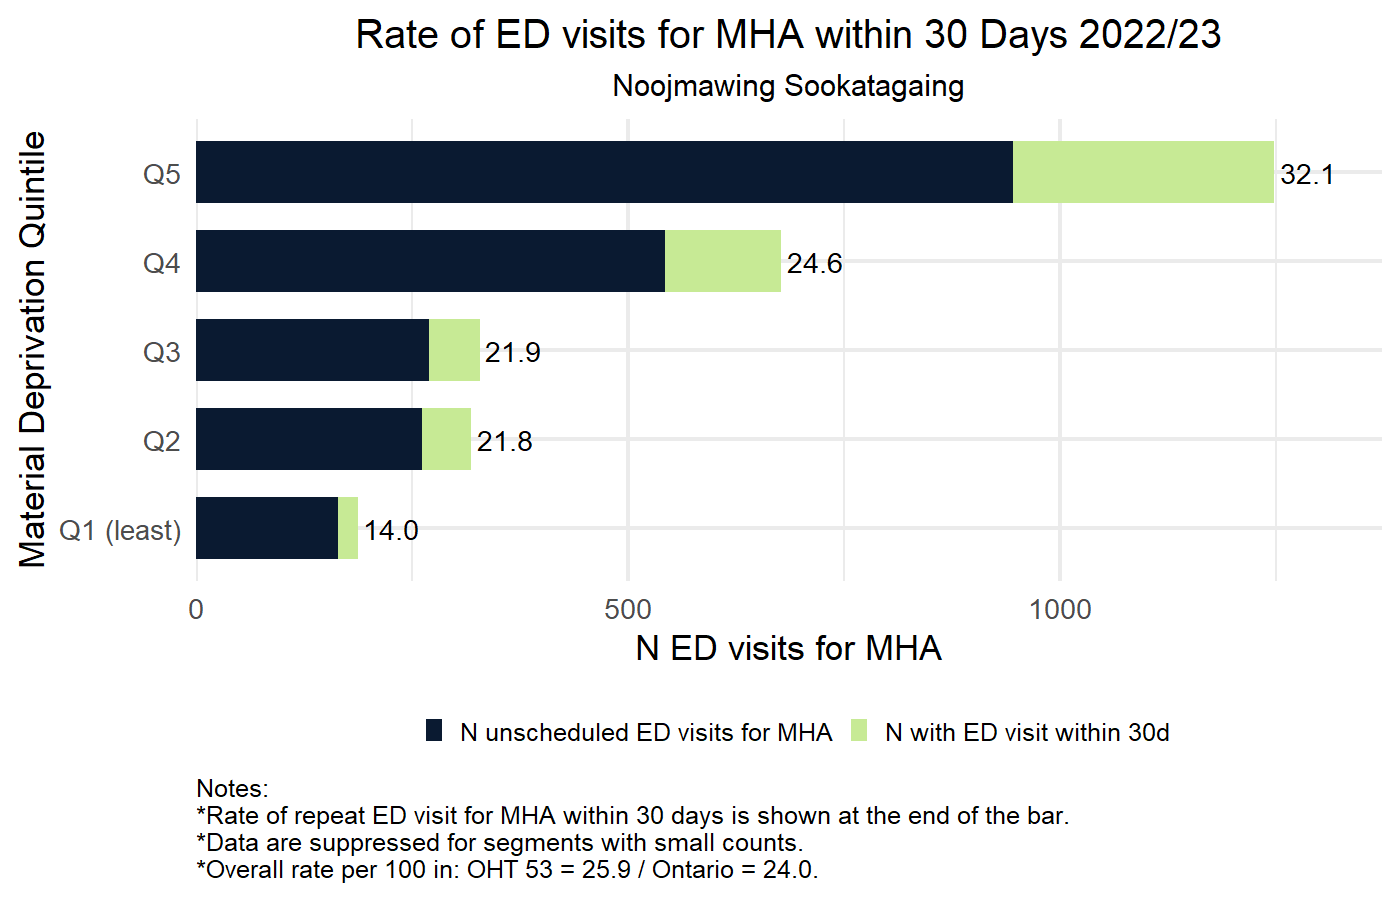 Rate of ED visits for MHA within 30 Days 2022/23
Noojmawing Sookatagaing
Material Deprivation Quintile
Q5
32.1
Q4
24.6
Q3
21.9
Q2
21.8
Q1 (least)
14.0
0 500 1000
N ED visits for MHA
N unscheduled ED visits for MHA N with ED visit within 30d
Notes:
*Rate of repeat ED visit for MHA within 30 days is shown at the end of the bar.
*Data are suppressed for segments with small counts.
*Overall rate per 100 in: OHT 53 = 25.9 / Ontario = 24.0.